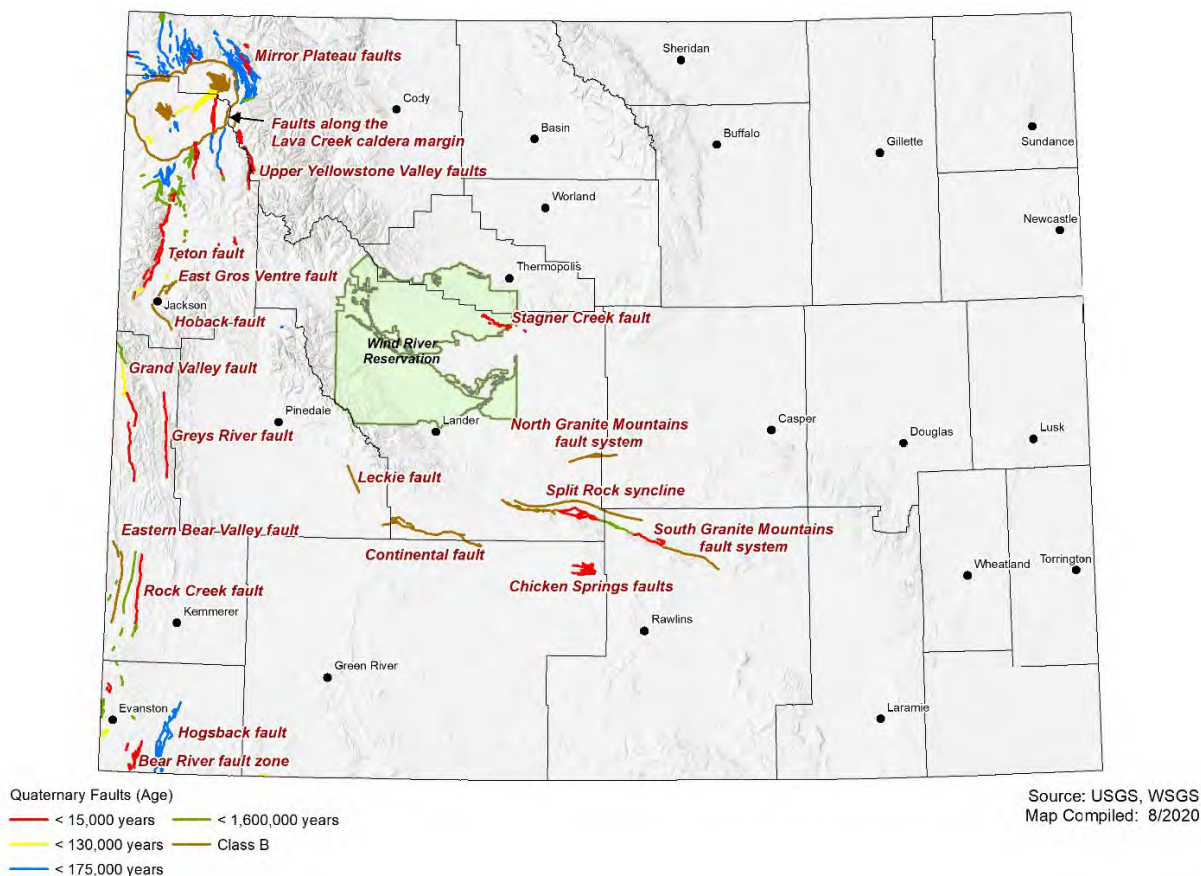 Sheridan
Mirror Plateau faults
Cody
Basin
Buffalo
Gillette
Sundance
Faults along the
Lava Creek caldera margin
Upper Yellowstone Valley faults
Worland
Newcastle
Teton fault
Thermopolis
East Gros Ventre fault
Jackson
Hoback fault
Stagner Creek fault
Wind River
Reservation
Grand Valley fault
Pinedale
Lander
North Granite Mountains
fault system
Casper
Douglas
Lusk
Greys River fault
Leckie fault
Split Rock syncline
Eastern Bear Valley fault
Continental fault
South Granite Mountains
fault system
Chicken Springs faults
Wheatland
Torrington
Rock Creek fault
Kemmerer
Rawlins
Green River
Evanston
Laramie
Hogsback fault
Bear River fault zone
Quaternary Faults (Age)
< 15,000 years
< 1,600,000 years
< 130,000 years
Class B
< 175,000 years
Source: USGS, WSGS
Map Compiled: 8/2020